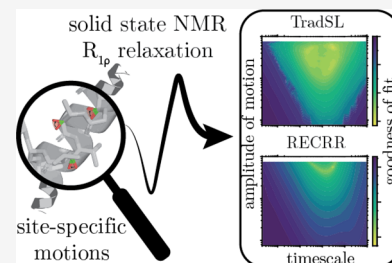 solid state NMR
R₁ρ relaxation
site-specific
motions
TradSL
RECRR
amplitude of motion
timescale
goodness of fit